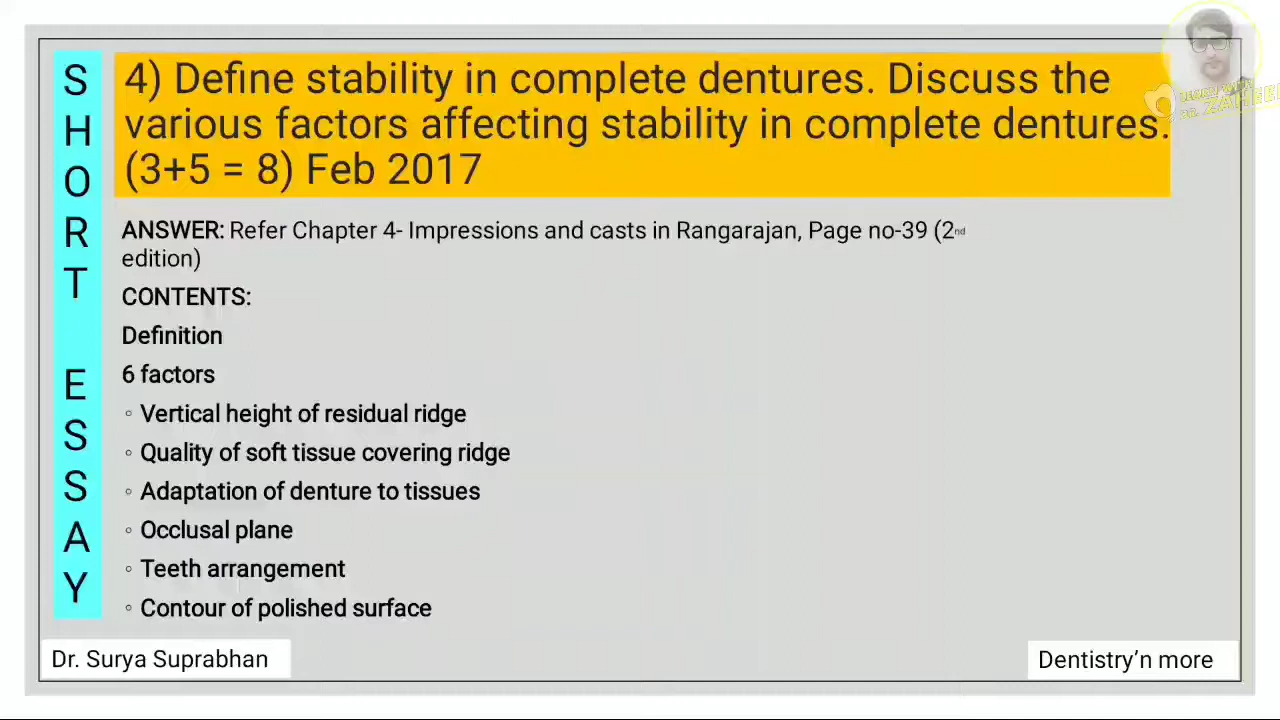 SHORT ESSAY
4) Define stability in complete dentures. Discuss the
various factors affecting stability in complete dentures.
(3+5 = 8) Feb 2017
ANSWER: Refer Chapter 4- Impressions and casts in Rangarajan, Page no-39 (2nd
edition)
CONTENTS:
Definition
6 factors
◦ Vertical height of residual ridge
◦ Quality of soft tissue covering ridge
◦ Adaptation of denture to tissues
◦ Occlusal plane
◦ Teeth arrangement
◦ Contour of polished surface
Dr. Surya Suprabhan
Dentistry’n more